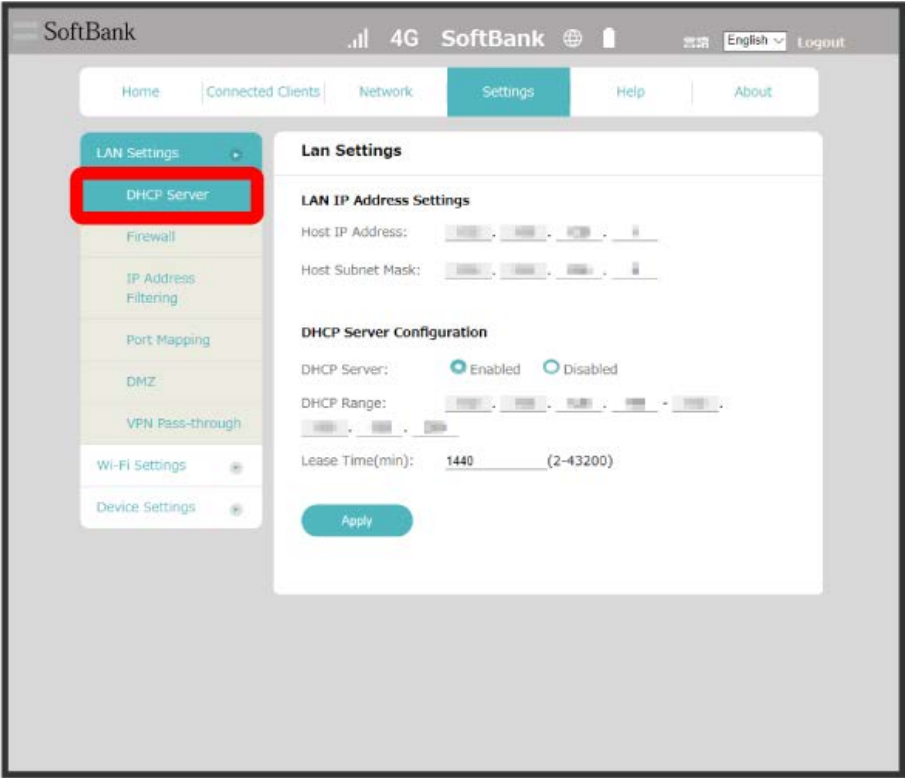 SoftBank
4G SoftBank 言語 English Logout
Home Connected Clients Network Settings Help About
LAN Settings
DHCP Server
Firewall
IP Address
Filtering
Port Mapping
DMZ
VPN Pass-through
Wi-Fi Settings
Device Settings
Lan Settings
LAN IP Address Settings
Host IP Address:
Host Subnet Mask:
DHCP Server Configuration
DHCP Server: Enabled Disabled
DHCP Range: -
Lease Time(min): 1440 (2-43200)
Apply